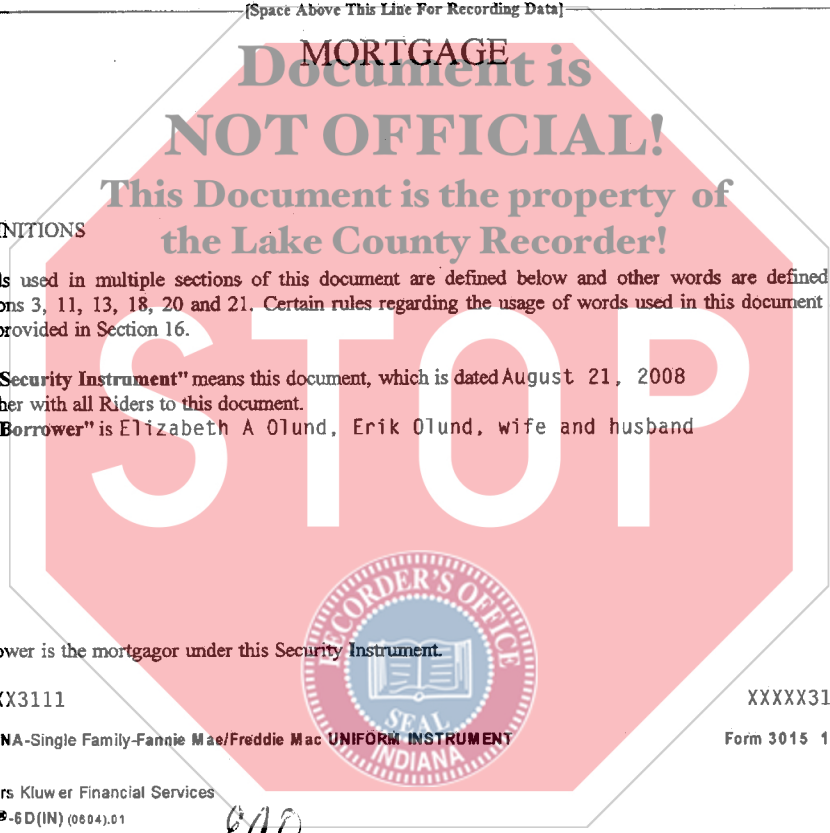 [Space Above This Line For Recording Data]
MORTGAGE
Document is
NOT OFFICIAL!
This Document is the property of
the Lake County Recorder!
NITIONS
ls used in multiple sections of this document are defined below and other words are defined
ons 3, 11, 13, 18, 20 and 21. Certain rules regarding the usage of words used in this document
provided in Section 16.
Security Instrument" means this document, which is dated August 21, 2008
her with all Riders to this document.
Borrower" is Elizabeth A Olund, Erik Olund, wife and husband
STOP
ower is the mortgagor under this Security Instrument.
RECORDER'S OFFICE
SEAL
INDIANA
XX3111 XXXXX31
NA-Single Family-Fannie Mae/Freddie Mac UNIFORM INSTRUMENT Form 3015 1
rs Kluwer Financial Services
-6D(IN) (0604).01